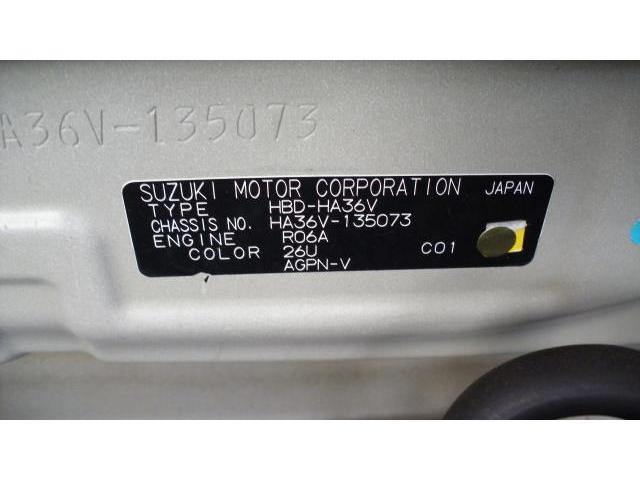 A36V-135073
SUZUKI MOTOR CORPORATION JAPAN
TYPE HBD-HA36V
CHASSIS NO. HA36V-135073
ENGINE R06A
COLOR 26U C01
AGPN-V